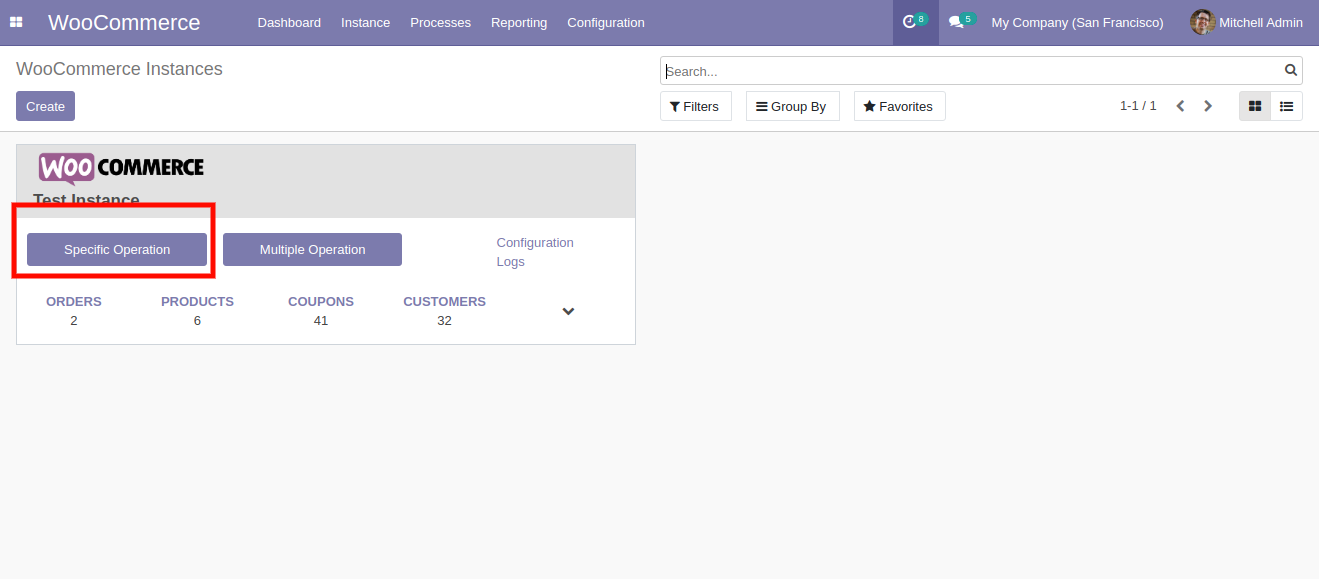 WooCommerce Dashboard Instance Processes Reporting Configuration 8 5 My Company (San Francisco) Mitchell Admin
WooCommerce Instances
Search...
Create
Filters Group By Favorites 1-1 / 1
WOO COMMERCE
Test Instance
Specific Operation Multiple Operation Configuration
Logs
ORDERS PRODUCTS COUPONS CUSTOMERS
2 6 41 32